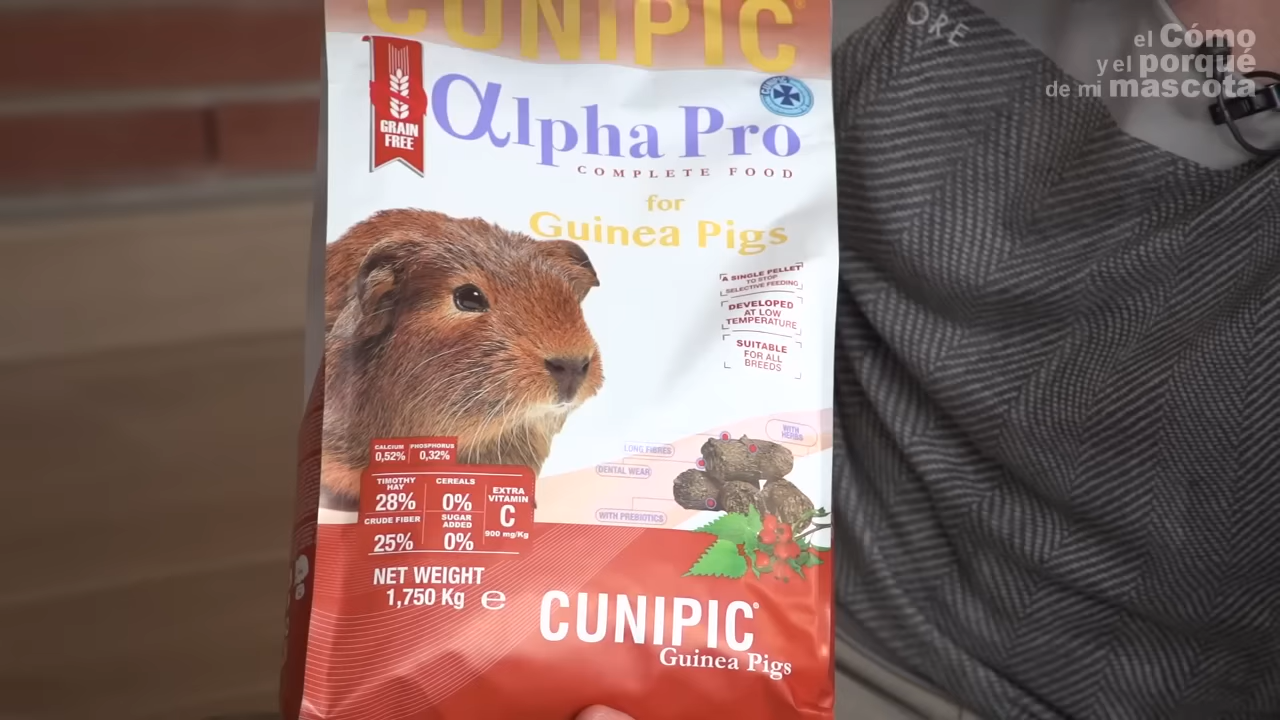 CUNIPIC
GRAIN
FREE
αlpha Pro
COMPLETE FOOD
for
Guinea Pigs
A SINGLE PELLET
TO STOP
SELECTIVE FEEDING
DEVELOPED
AT LOW
TEMPERATURE
SUITABLE
FOR ALL
BREEDS
WITH
HERBS
LONG FIBRES
DENTAL WEAR
WITH PREBIOTICS
CALCIUM
0,52%
PHOSPHORUS
0,32%
TIMOTHY
HAY
28%
CEREALS
0%
CRUDE FIBER
25%
SUGAR
ADDED
0%
EXTRA
VITAMIN
C
900 mg/Kg
NET WEIGHT
1,750 Kg e
CUNIPIC®
Guinea Pigs
ORE
el Cómo
y el porqué
de mi mascota